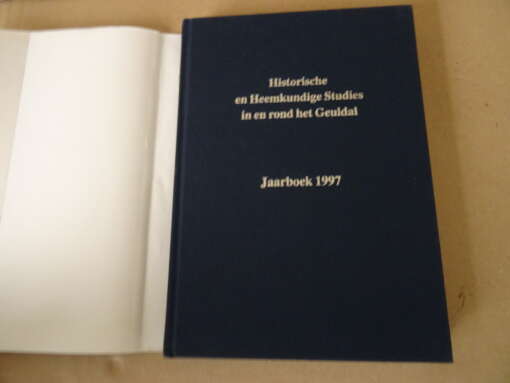 Historische
en Heemkundige Studies
in en rond het Geuldal
Jaarboek 1997